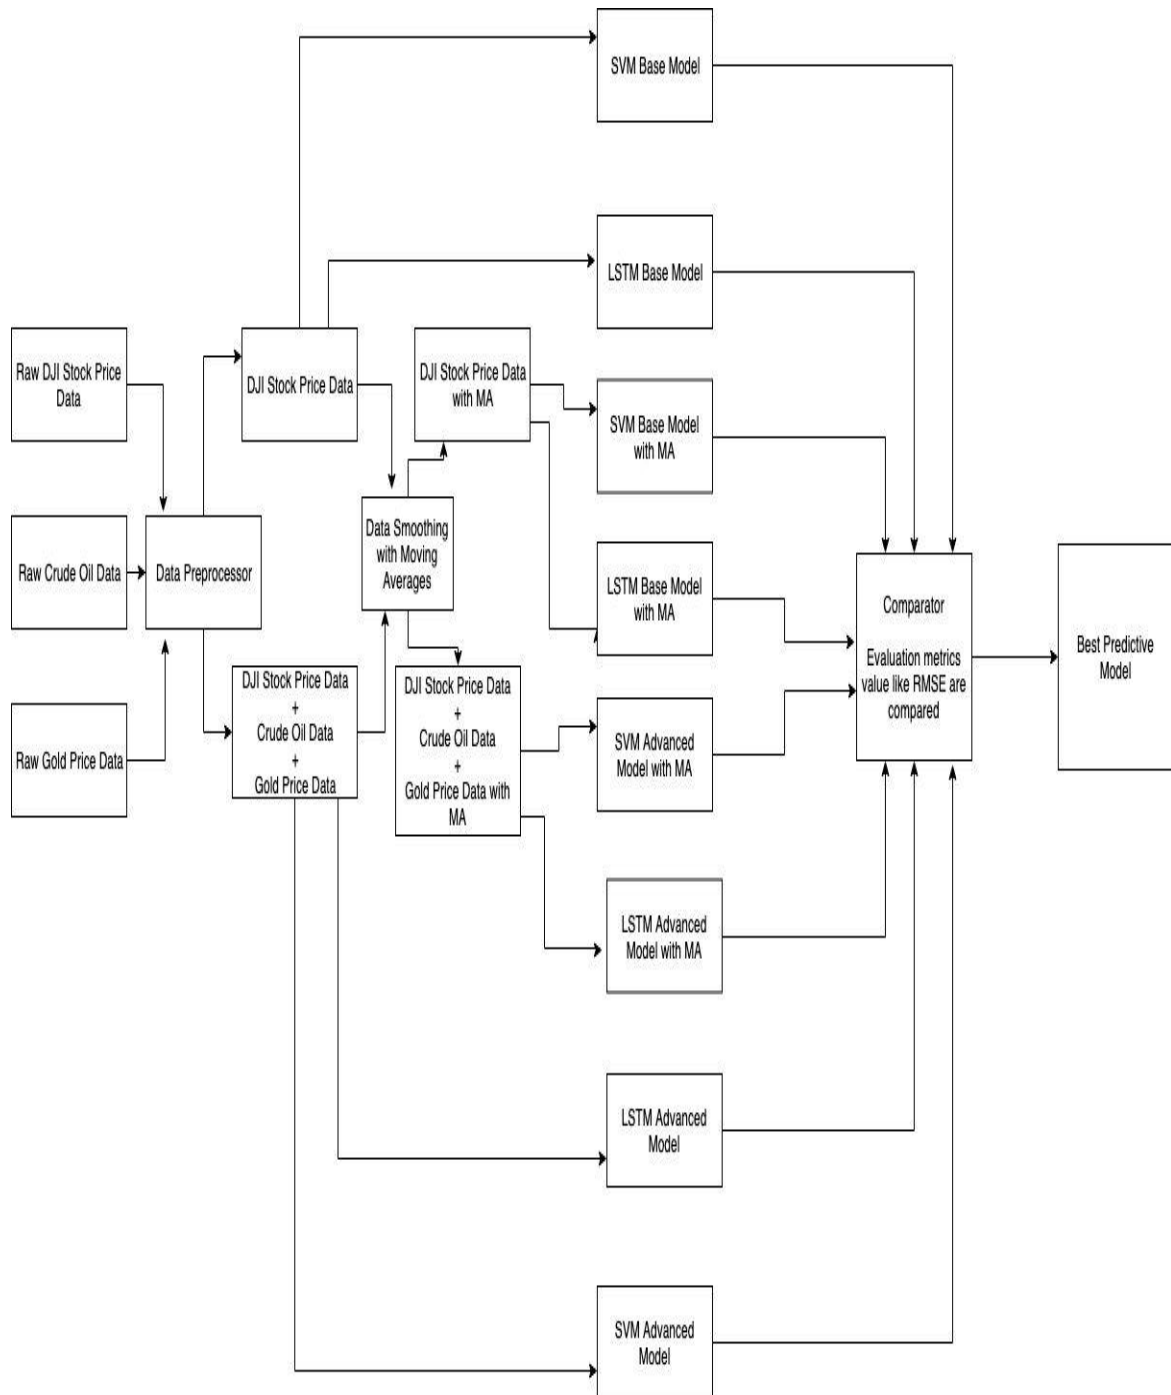 SVM Base Model
LSTM Base Model
Raw DJI Stock Price
Data
DJI Stock Price Data
DJI Stock Price Data
with MA
SVM Base Model
with MA
Raw Crude Oil Data
Data Preprocessor
Data Smoothing
with Moving
Averages
LSTM Base Model
with MA
Comparator
Evaluation metrics
value like RMSE are
compared
Best Predictive
Model
Raw Gold Price Data
DJI Stock Price Data
+
Crude Oil Data
+
Gold Price Data
DJI Stock Price Data
+
Crude Oil Data
+
Gold Price Data with
MA
SVM Advanced
Model with MA
LSTM Advanced
Model with MA
LSTM Advanced
Model
SVM Advanced
Model